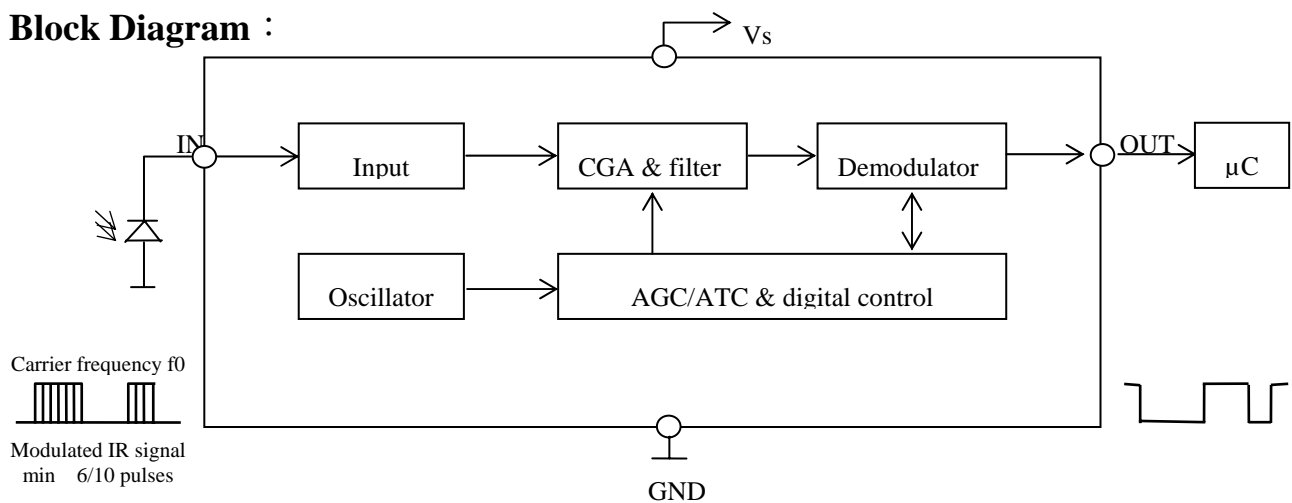 Block Diagram：
Vs
IN
Input
CGA & filter
Demodulator
OUT
µC
Oscillator
AGC/ATC & digital control
Carrier frequency f0
Modulated IR signal
min 6/10 pulses
GND